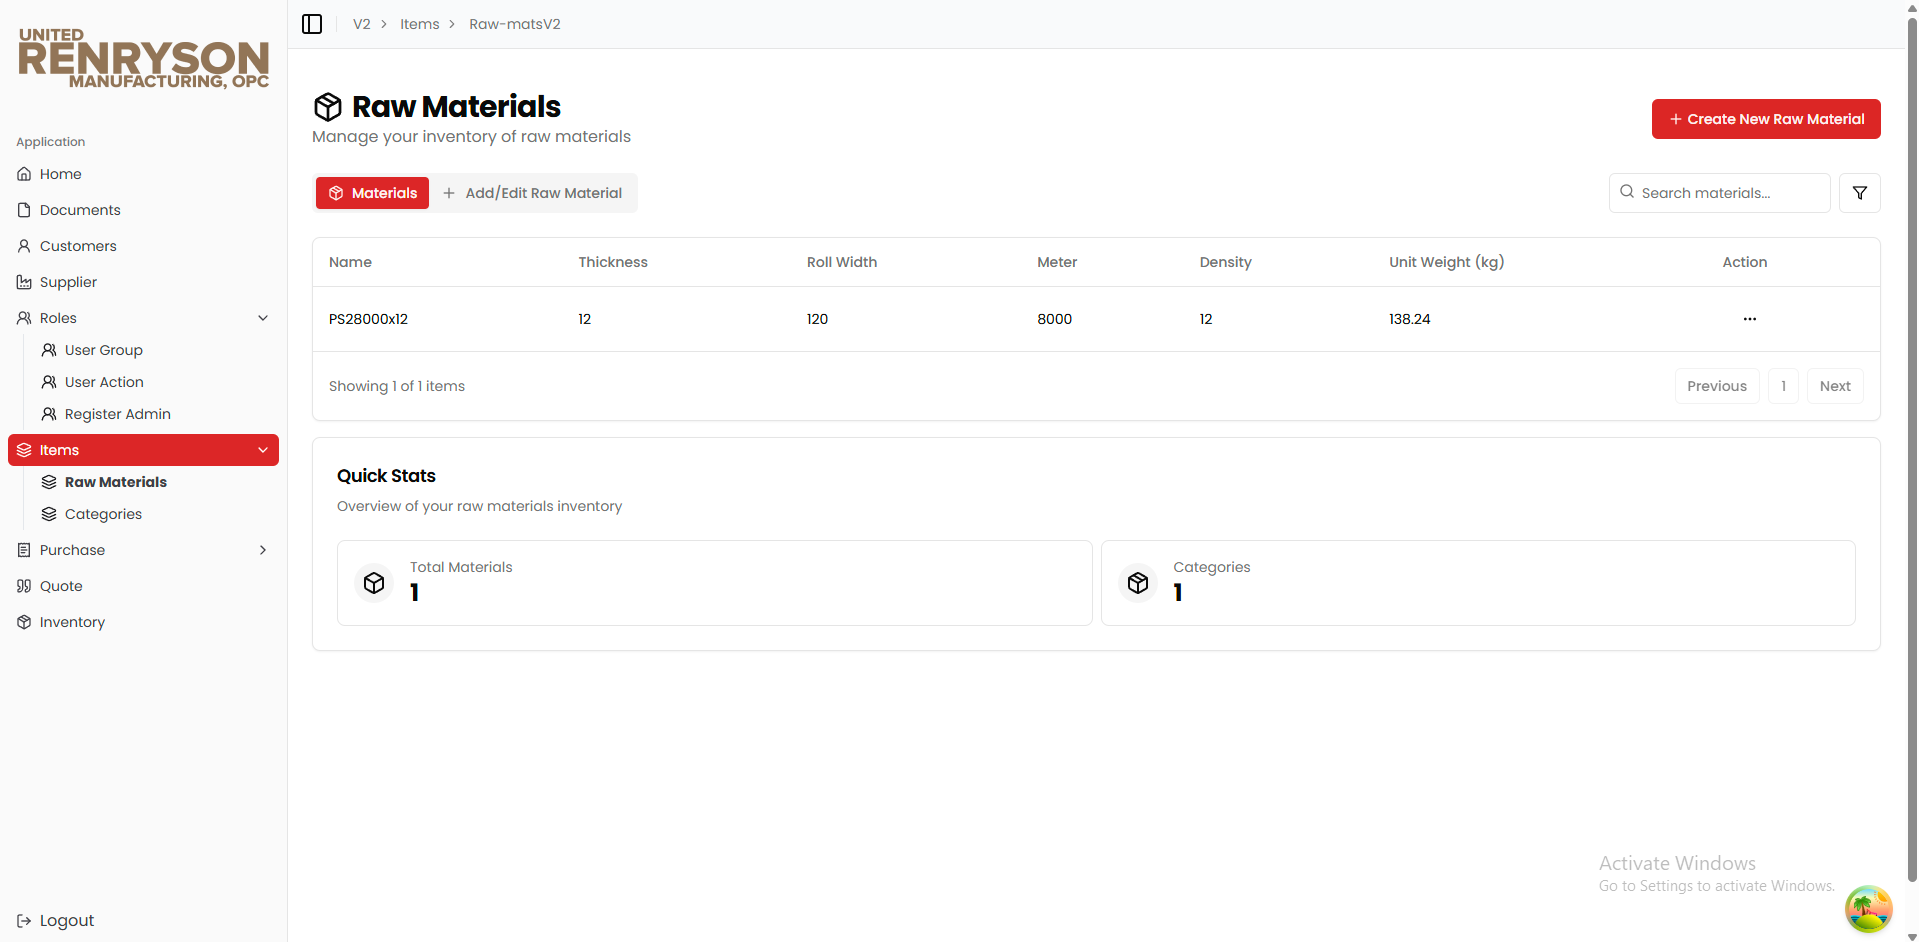 UNITED
RENRYSON
MANUFACTURING, OPC
Application
Home
Documents
Customers
Supplier
Roles
User Group
User Action
Register Admin
Items
Raw Materials
Categories
Purchase
Quote
Inventory
Logout
V2 > Items > Raw-matsV2
Raw Materials
Manage your inventory of raw materials
+ Create New Raw Material
Materials + Add/Edit Raw Material
Search materials...
Name Thickness Roll Width Meter Density Unit Weight (kg) Action
PS28000x12 12 120 8000 12 138.24 ...
Showing 1 of 1 items Previous 1 Next
Quick Stats
Overview of your raw materials inventory
Total Materials
1
Categories
1
Activate Windows
Go to Settings to activate Windows.